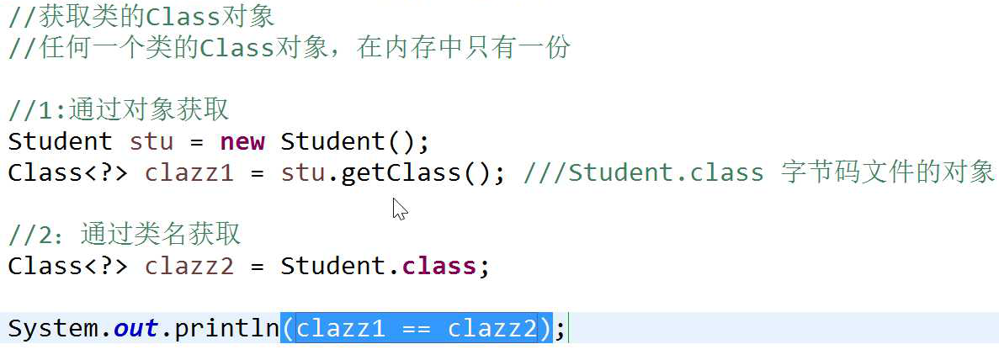 //获取类的Class对象
//任何一个类的Class对象，在内存中只有一份
//1:通过对象获取
Student stu = new Student();
Class<?> clazz1 = stu.getClass(); ///Student.class 字节码文件的对象
//2：通过类名获取
Class<?> clazz2 = Student.class;
System.out.println(clazz1 == clazz2);